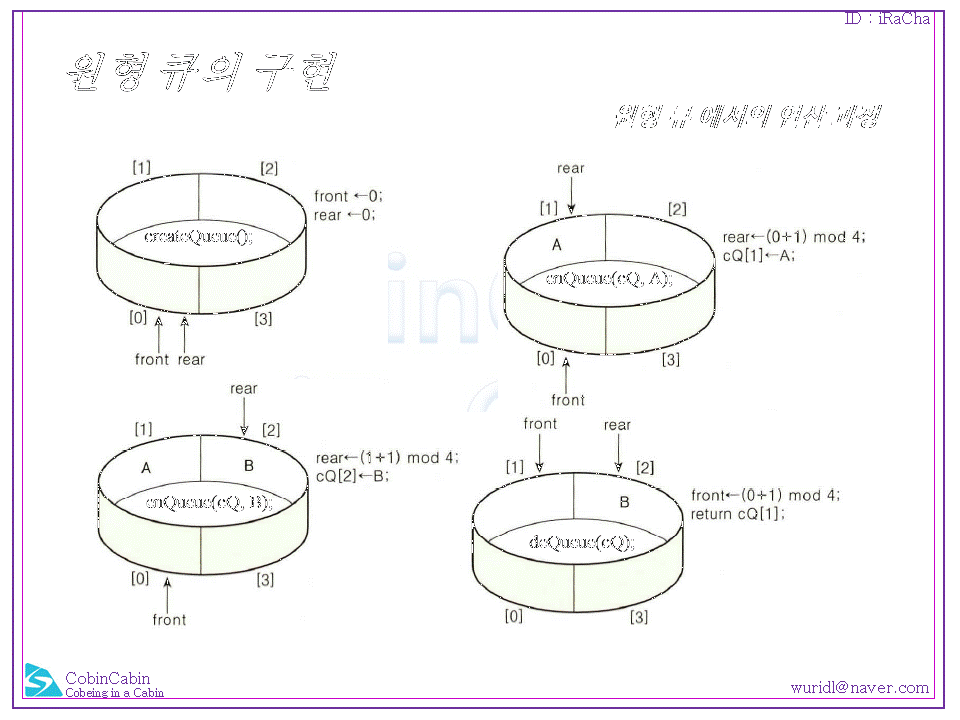 ID : iRaCha
원형 큐의 구현
원형 큐 에서의 연산 과정
[1] [2]
front ←0;
rear ←0;
createQueue();
[0] [3]
front rear
rear
[1] [2]
A
rear←(0+1) mod 4;
cQ[1]←A;
enQueue(cQ, A);
[0] [3]
front
rear
[1] [2]
A B
rear←(1+1) mod 4;
cQ[2]←B;
enQueue(cQ, B);
[0] [3]
front
front rear
[1] [2]
B
front←(0+1) mod 4;
return cQ[1];
deQueue(cQ);
[0] [3]
CobinCabin
Cobeing in a Cabin
wuridl@naver.com